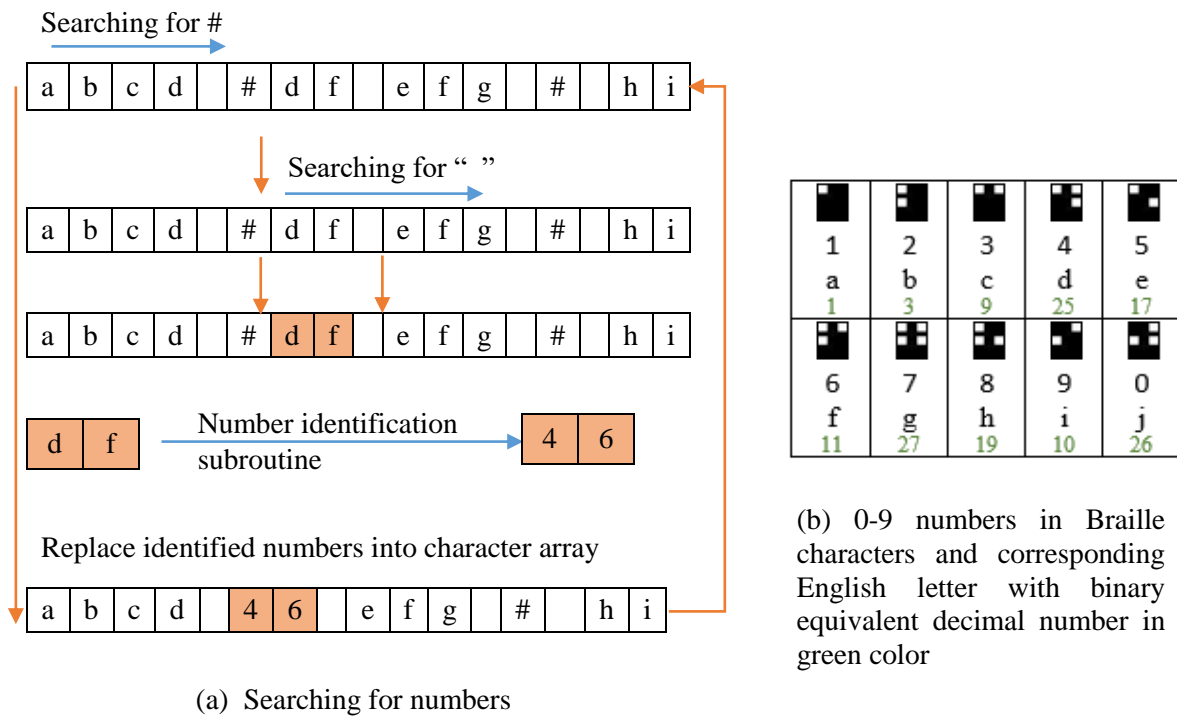 Searching for #
a b c d # d f e f g # h i
Searching for “ ”
a b c d # d f e f g # h i
a b c d # d f e f g # h i
d f
Number identification
subroutine
4 6
Replace identified numbers into character array
a b c d 4 6 e f g # h i
(a) Searching for numbers
1 2 3 4 5
a b c d e
1 3 9 25 17
6 7 8 9 0
f g h i j
11 27 19 10 26
(b) 0-9 numbers in Braille
characters and corresponding
English letter with binary
equivalent decimal number in
green color